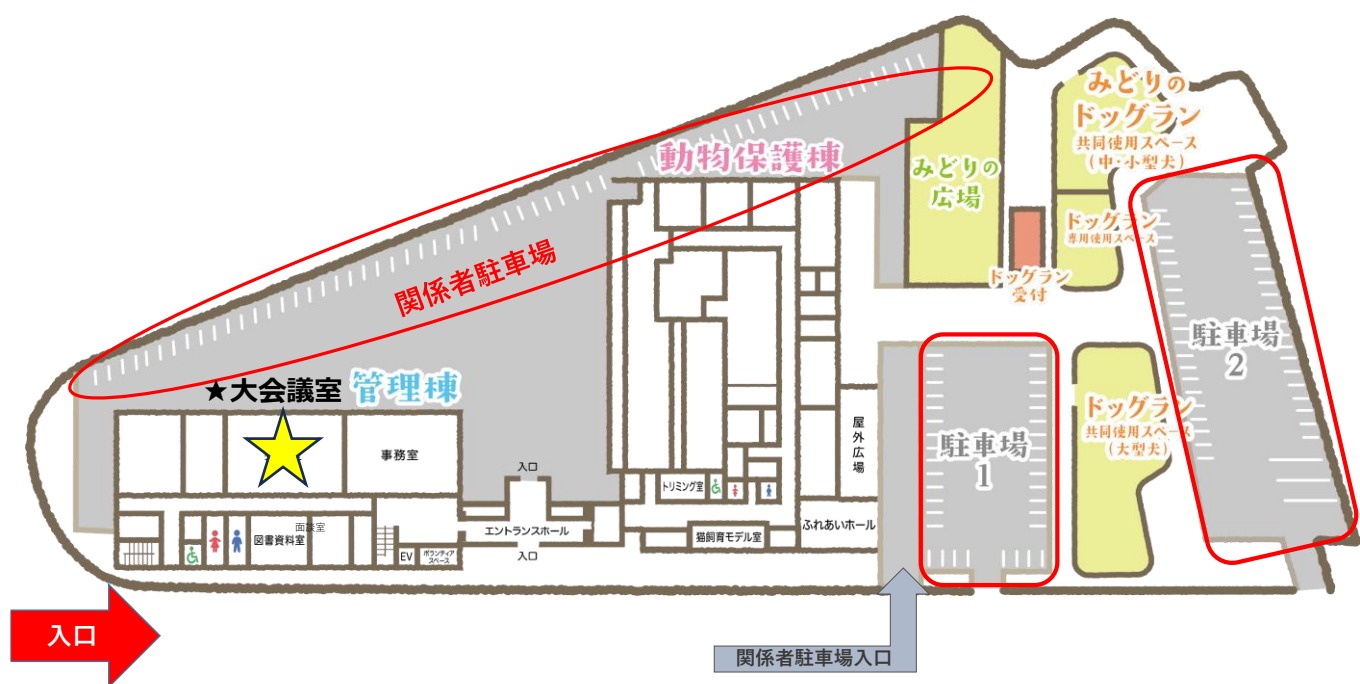 みどりの
ドッグラン
共同使用スペース
(中・小型犬)
動物保護棟
みどりの
広場
ドッグラン
専用使用スペース
ドッグラン
受付
関係者駐車場
駐車場
2
★大会議室
管理棟
事務室
入口
屋外広場
駐車場
1
ドッグラン
共同使用スペース
(大型犬)
トリミング室
図書資料室
面談室
エントランスホール
猫飼育モデル室
ふれあいホール
EV
ボランティア
スペース
入口
入口
関係者駐車場入口